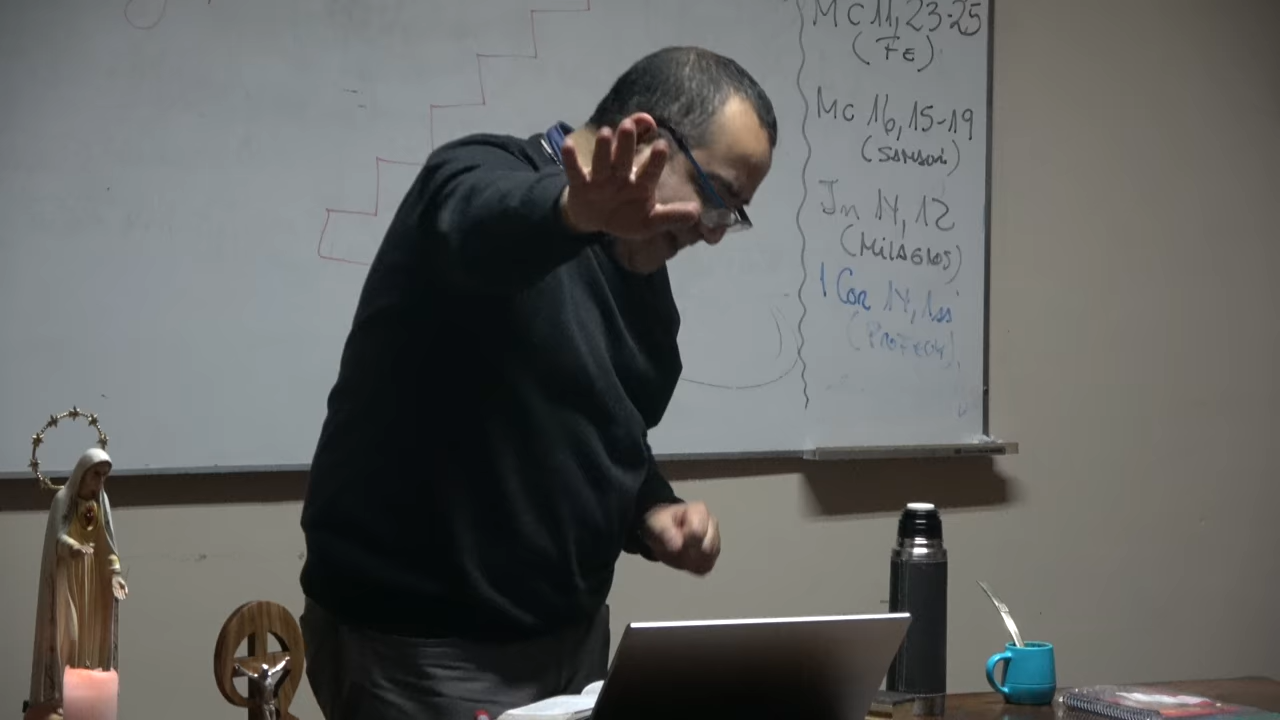 Mc 11, 23-25
(FE)
Mc 16, 15-19
(SANACIÓN)
Jn 14, 12
(MILAGROS)
1 Cor 14, 1ss
(PROFECÍA)